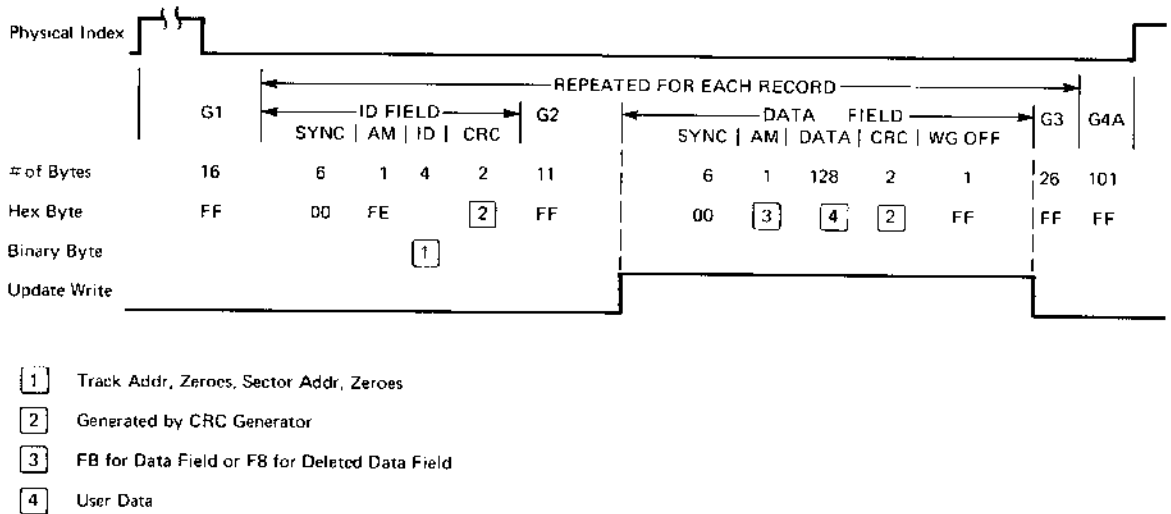 Physical Index
REPEATED FOR EACH RECORD
G1 ID FIELD G2 DATA FIELD G3 G4A
SYNC | AM | ID | CRC SYNC | AM | DATA | CRC | WG OFF
# of Bytes 16 6 1 4 2 11 6 1 128 2 1 26 101
Hex Byte FF 00 FE 2 FF 00 3 4 2 FF FF FF
Binary Byte 1
Update Write
1 Track Addr, Zeroes, Sector Addr, Zeroes
2 Generated by CRC Generator
3 FB for Data Field or F8 for Deleted Data Field
4 User Data